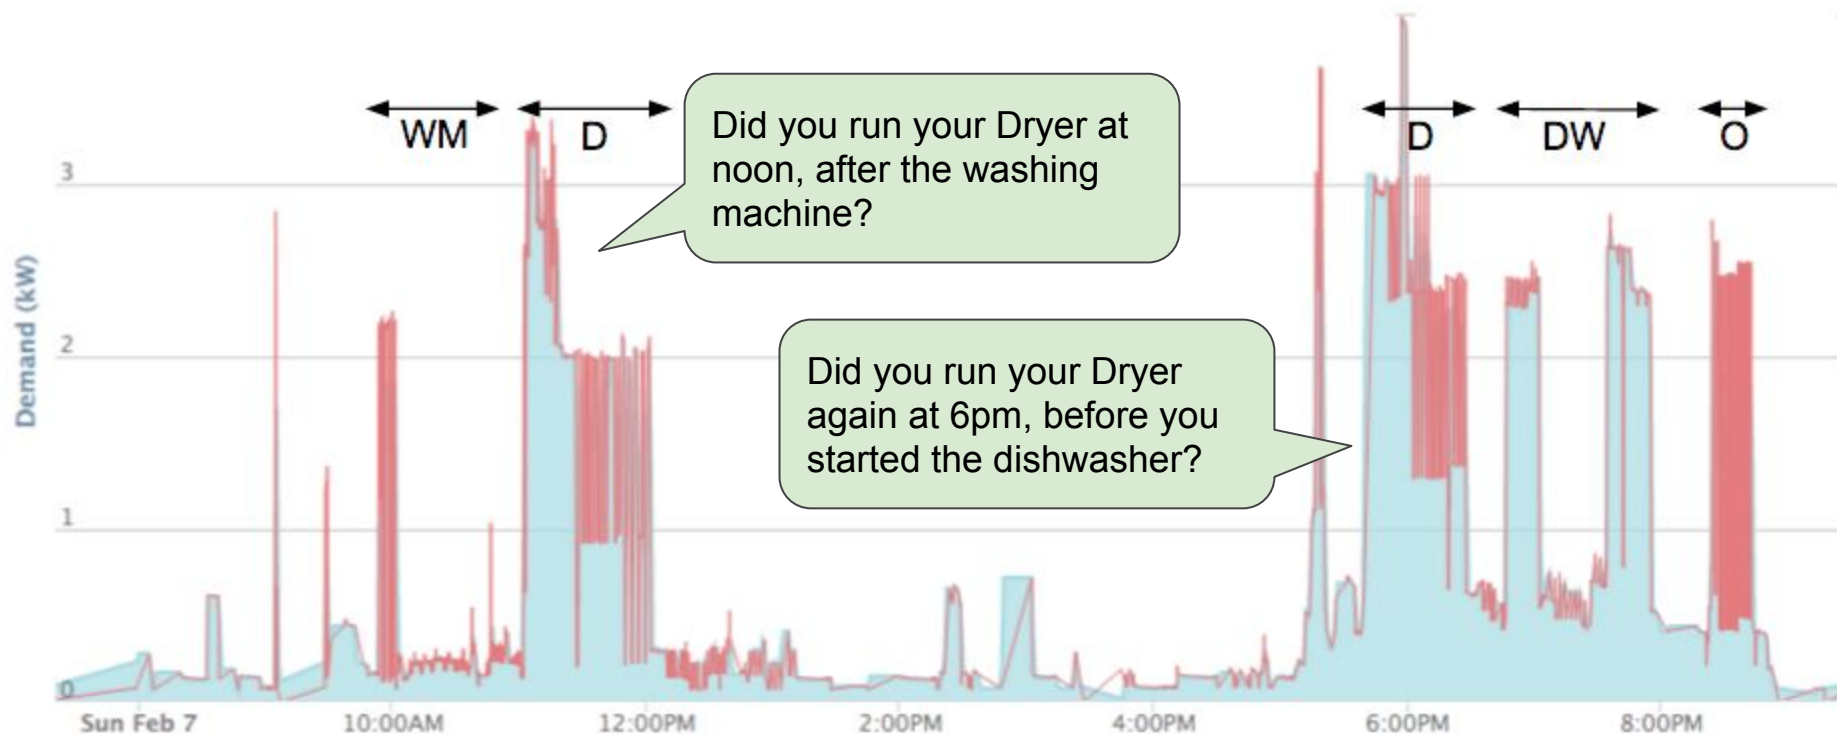 WM
D
Did you run your Dryer at
noon, after the washing
machine?
D
DW
O
3
Demand (kW)
2
Did you run your Dryer
again at 6pm, before you
started the dishwasher?
1
0
Sun Feb 7
10:00AM
12:00PM
2:00PM
4:00PM
6:00PM
8:00PM